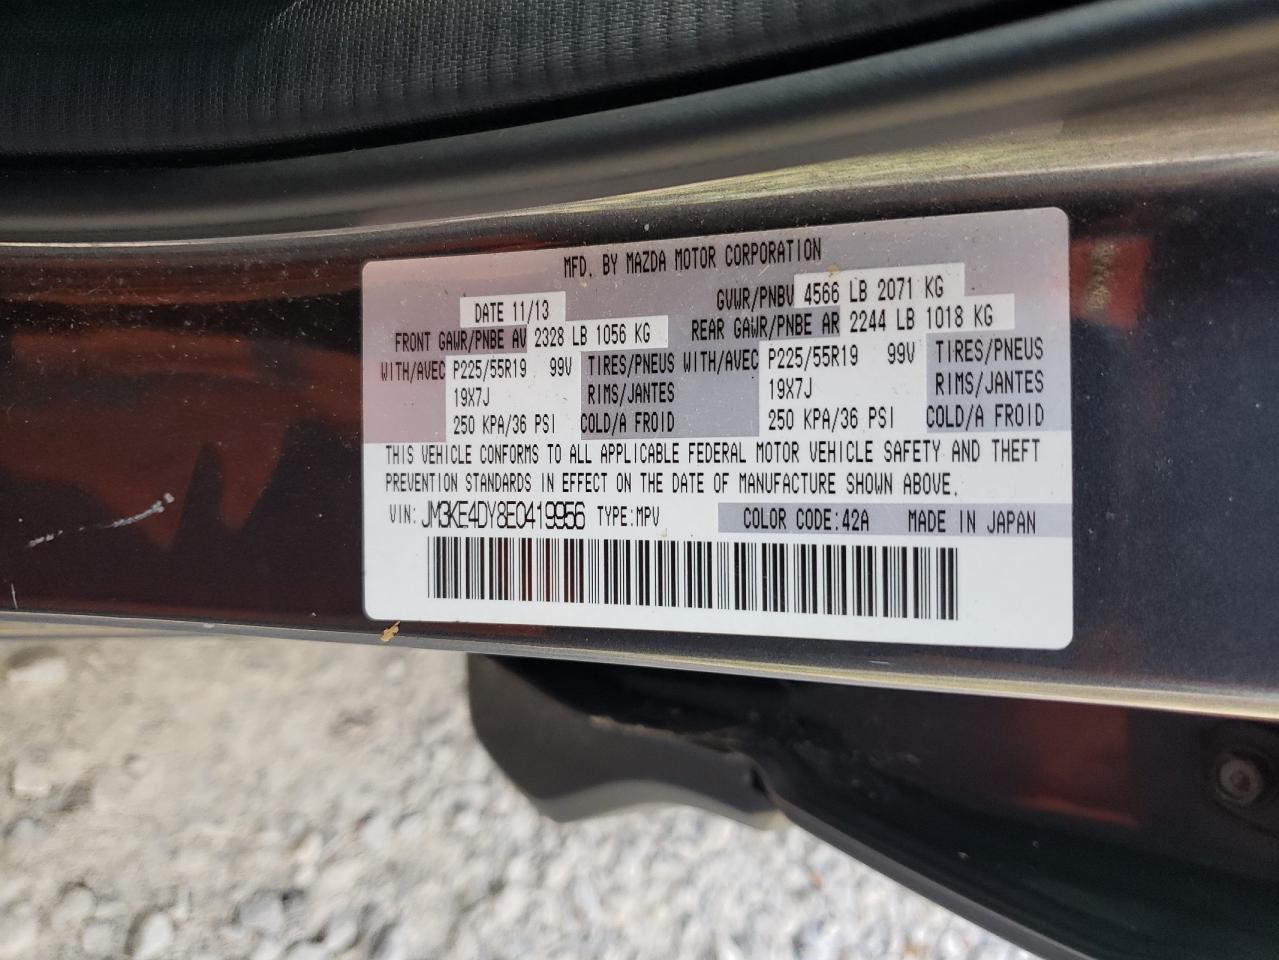 MFD. BY MAZDA MOTOR CORPORATION
DATE 11/13 GVWR/PNBV 4566 LB 2071 KG
FRONT GAWR/PNBE AV 2328 LB 1056 KG REAR GAWR/PNBE AR 2244 LB 1018 KG
WITH/AVEC P225/55R19 99V TIRES/PNEUS WITH/AVEC P225/55R19 99V TIRES/PNEUS
19X7J RIMS/JANTES 19X7J RIMS/JANTES
250 KPA/36 PSI COLD/A FROID 250 KPA/36 PSI COLD/A FROID
THIS VEHICLE CONFORMS TO ALL APPLICABLE FEDERAL MOTOR VEHICLE SAFETY AND THEFT
PREVENTION STANDARDS IN EFFECT ON THE DATE OF MANUFACTURE SHOWN ABOVE.
VIN: JM3KE4DY8E0419956 TYPE:MPV COLOR CODE:42A MADE IN JAPAN